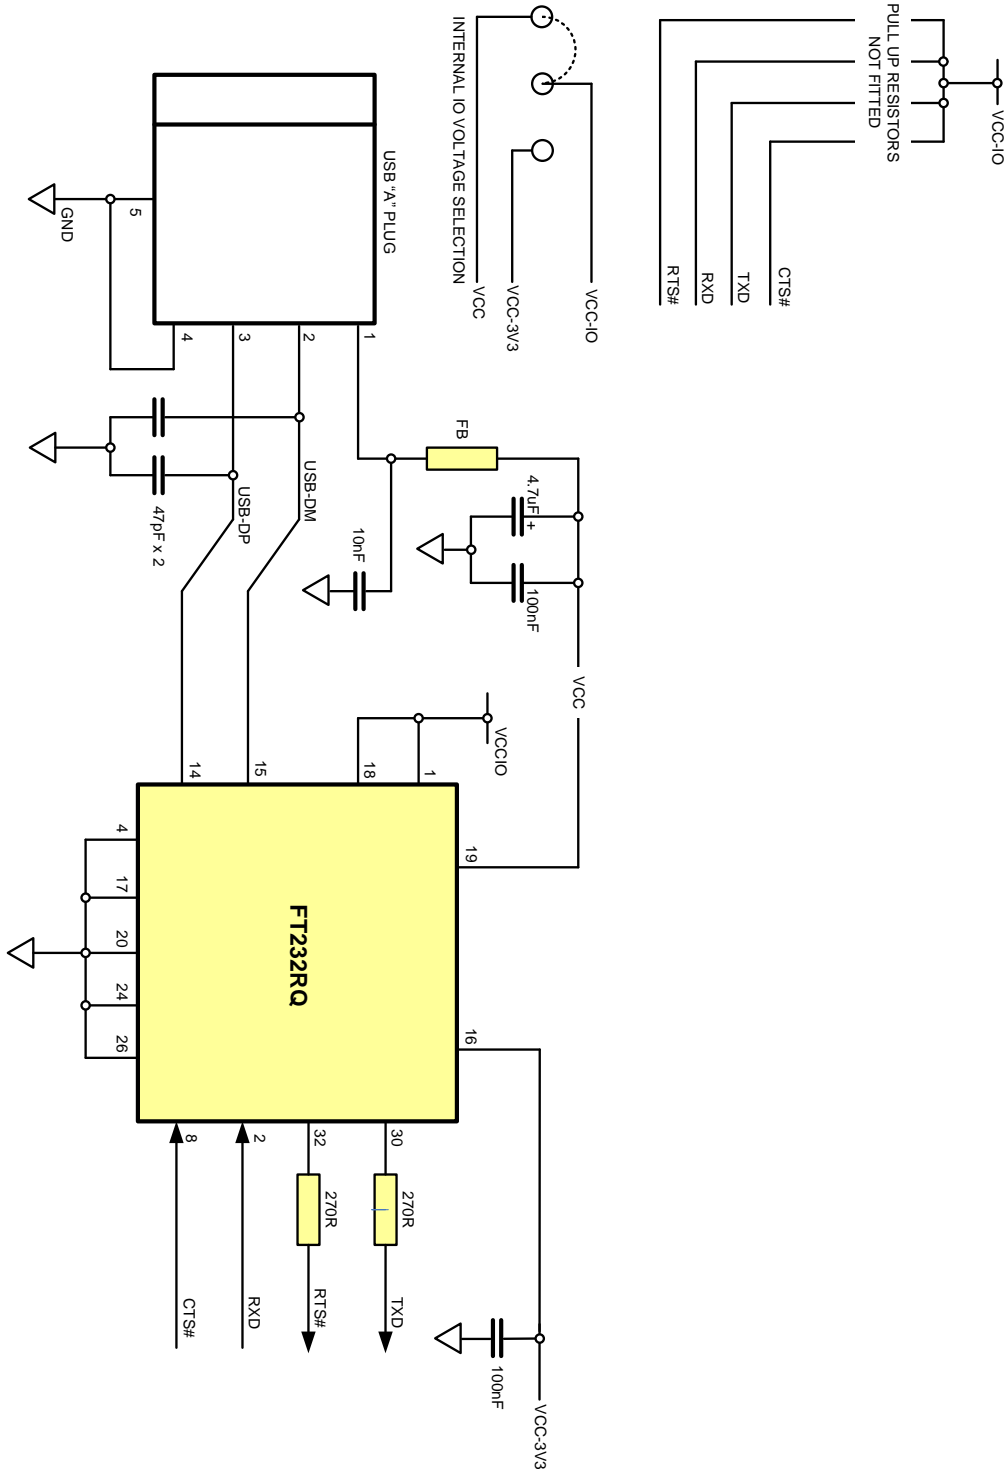 VCC-IO
PULL UP RESISTORS
NOT FITTED
CTS#
TXD
RXD
RTS#
INTERNAL IO VOLTAGE SELECTION
VCC-IO
VCC-3V3
VCC
USB “A” PLUG
1
2
3
4
5
GND
FB
4.7uF +
100nF
10nF
USB-DM
USB-DP
47pF x 2
VCC
VCCIO
1
18
15
14
19
16
FT232RQ
4
17
20
24
26
30
32
2
8
270R
270R
TXD
RTS#
RXD
CTS#
100nF
VCC-3V3